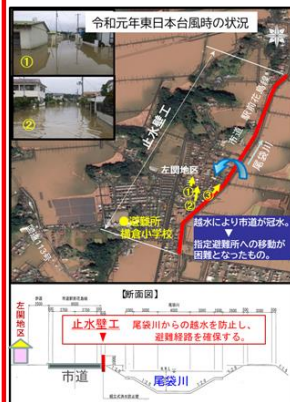 令和元年東日本台風時の状況
①
②
止水壁工
市道
尾袋川
左関地区
①
②
③
●避難所
横倉小学校
越水により市道が冠水。
▼
指定避難所への移動が
困難となったもの。
【断面図】
左関地区
止水壁工
尾袋川からの越水を防止し、
避難経路を確保する。
市道
尾袋川